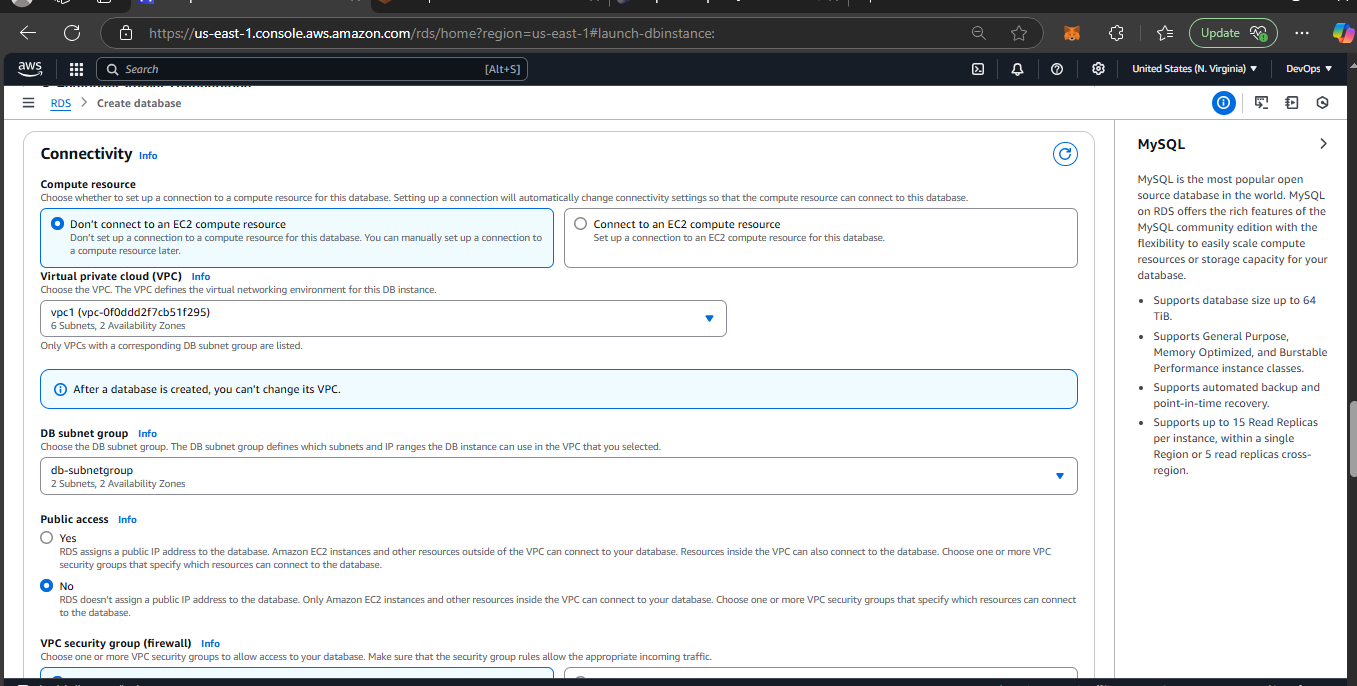 https://us-east-1.console.aws.amazon.com/rds/home?region=us-east-1#launch-dbinstance:
Update
aws
Search
[Alt+S]
United States (N. Virginia)
DevOps
RDS
Create database
Connectivity Info
Compute resource
Choose whether to set up a connection to a compute resource for this database. Setting up a connection will automatically change connectivity settings so that the compute resource can connect to this database.
Don't connect to an EC2 compute resource
Don't set up a connection to a compute resource for this database. You can manually set up a connection to
a compute resource later.
Connect to an EC2 compute resource
Set up a connection to an EC2 compute resource for this database.
Virtual private cloud (VPC) Info
Choose the VPC. The VPC defines the virtual networking environment for this DB instance.
vpc1 (vpc-0f0ddd2f7cb51f295)
6 Subnets, 2 Availability Zones
Only VPCs with a corresponding DB subnet group are listed.
After a database is created, you can't change its VPC.
DB subnet group Info
Choose the DB subnet group. The DB subnet group defines which subnets and IP ranges the DB instance can use in the VPC that you selected.
db-subnetgroup
2 Subnets, 2 Availability Zones
Public access Info
Yes
RDS assigns a public IP address to the database. Amazon EC2 instances and other resources outside of the VPC can connect to your database. Resources inside the VPC can also connect to the database. Choose one or more VPC
security groups that specify which resources can connect to the database.
No
RDS doesn't assign a public IP address to the database. Only Amazon EC2 instances and other resources inside the VPC can connect to your database. Choose one or more VPC security groups that specify which resources can connect
to the database.
VPC security group (firewall) Info
Choose one or more VPC security groups to allow access to your database. Make sure that the security group rules allow the appropriate incoming traffic.
MySQL
MySQL is the most popular open
source database in the world. MySQL
on RDS offers the rich features of the
MySQL community edition with the
flexibility to easily scale compute
resources or storage capacity for your
database.
• Supports database size up to 64
TiB.
• Supports General Purpose,
Memory Optimized, and Burstable
Performance instance classes.
• Supports automated backup and
point-in-time recovery.
• Supports up to 15 Read Replicas
per instance, within a single
Region or 5 read replicas cross-
region.